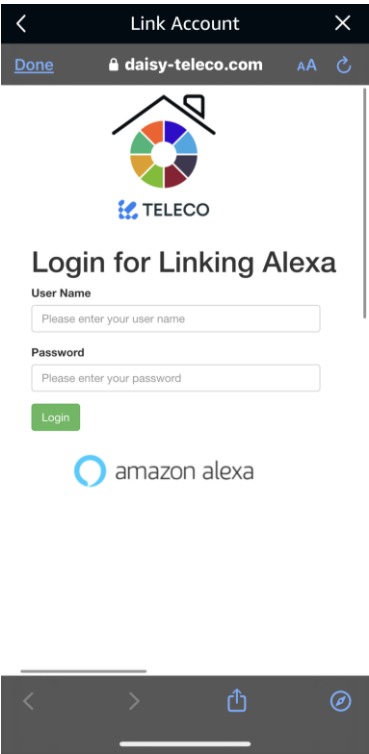 Link Account
Done
daisy-teleco.com
AA
TELECO
Login for Linking Alexa
User Name
Please enter your user name
Password
Please enter your password
Login
amazon alexa